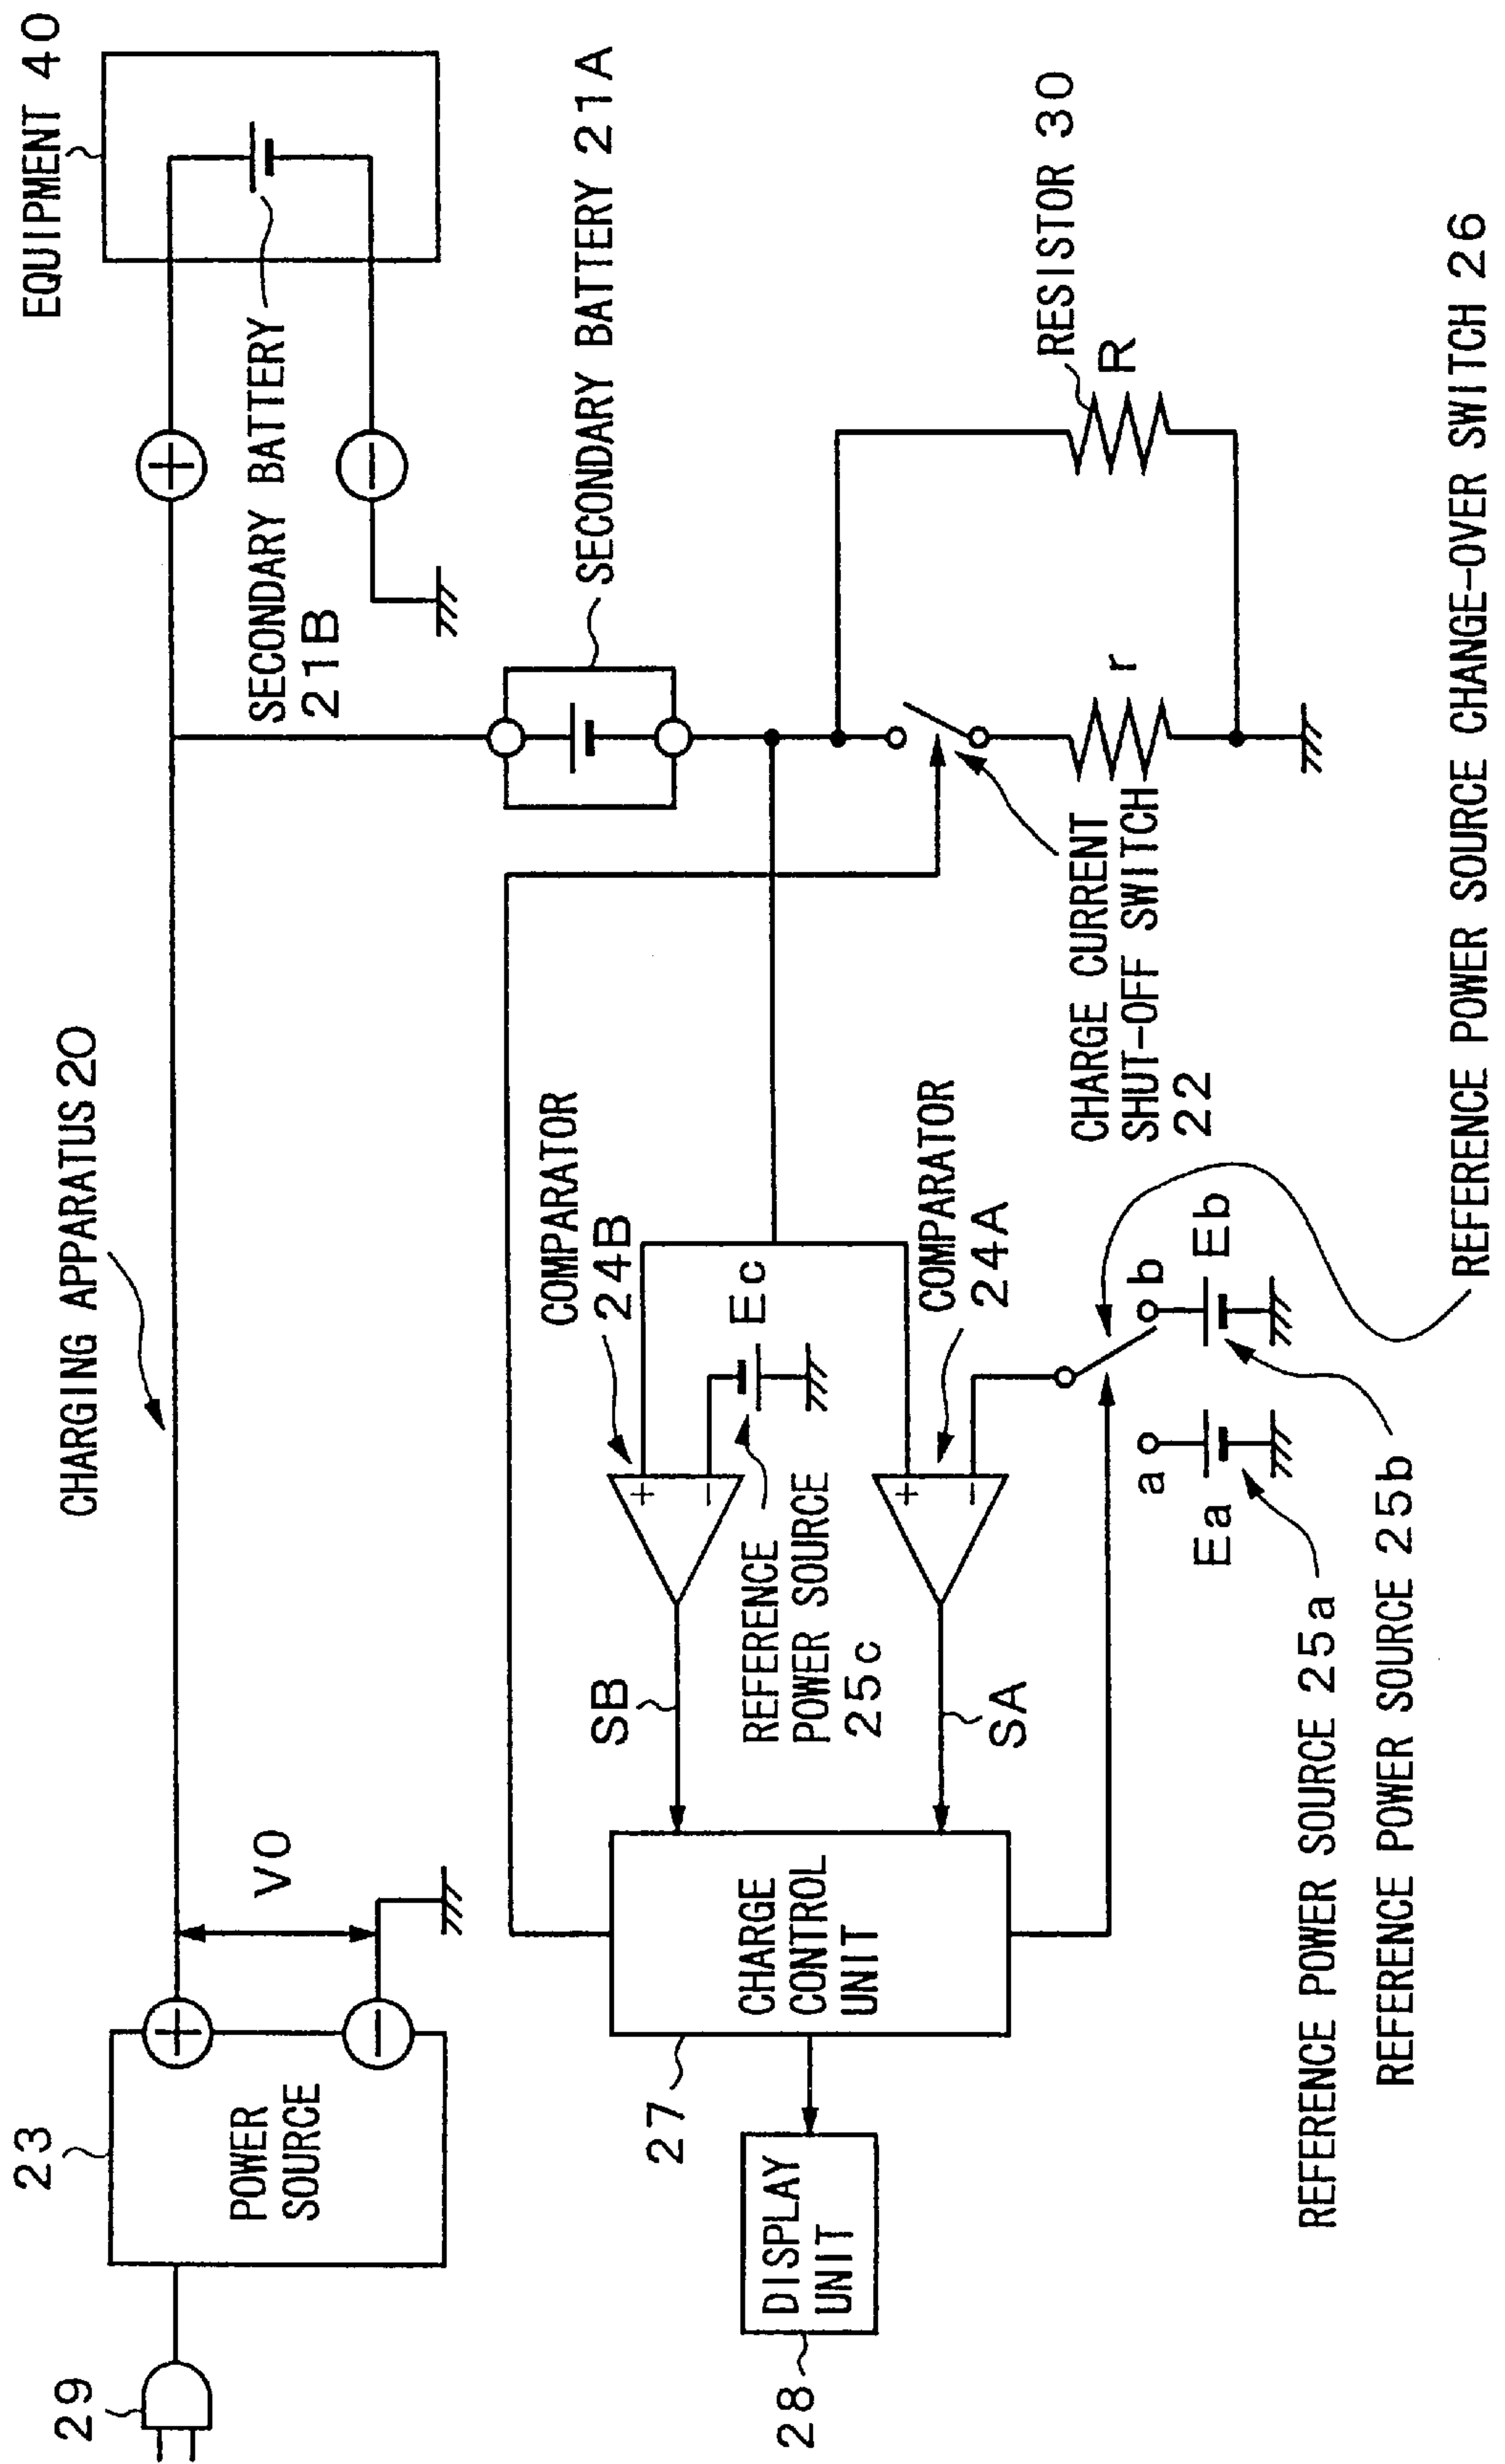 29
23
POWER
SOURCE
V0
CHARGING APPARATUS 20
EQUIPMENT 40
SECONDARY BATTERY
21B
SECONDARY BATTERY 21A
28
DISPLAY
UNIT
27
CHARGE
CONTROL
UNIT
SB
SA
COMPARATOR
24B
+
−
Ec
REFERENCE
POWER SOURCE
25c
COMPARATOR
24A
+
−
CHARGE CURRENT
SHUT-OFF SWITCH
22
r
RESISTOR 30
R
a
Ea
b
Eb
REFERENCE POWER SOURCE 25a
REFERENCE POWER SOURCE 25b
REFERENCE POWER SOURCE CHANGE-OVER SWITCH 26